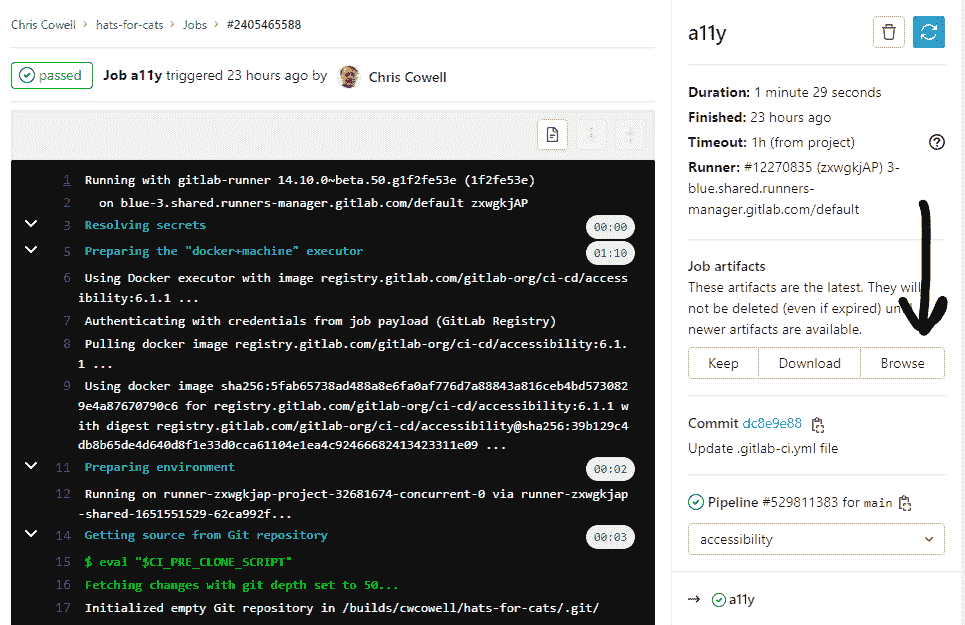 Chris Cowell > hats-for-cats > Jobs > #2405465588
passed Job a11y triggered 23 hours ago by Chris Cowell
1 Running with gitlab-runner 14.10.0~beta.50.g1f2fe53e (1f2fe53e)
2 on blue-3.shared.runners-manager.gitlab.com/default zxwgkjAP
3 Resolving secrets 00:00
5 Preparing the "docker+machine" executor 01:10
6 Using Docker executor with image registry.gitlab.com/gitlab-org/ci-cd/access
ibility:6.1.1 ...
7 Authenticating with credentials from job payload (GitLab Registry)
8 Pulling docker image registry.gitlab.com/gitlab-org/ci-cd/accessibility:6.1.
1 ...
9 Using docker image sha256:5fab65738ad488a8e6fa0af776d7a88843a816ceb4bd573082
9e4a87670790c6 for registry.gitlab.com/gitlab-org/ci-cd/accessibility:6.1.1 w
ith digest registry.gitlab.com/gitlab-org/ci-cd/accessibility@sha256:39b129c4
db8b65de4d640d8f1e33d0cca61104e1ea4c92466682413423311e09 ...
11 Preparing environment 00:02
12 Running on runner-zxwgkjap-project-32681674-concurrent-0 via runner-zxwgkjap
-shared-1651551529-62ca992f...
14 Getting source from Git repository 00:03
15 $ eval "$CI_PRE_CLONE_SCRIPT"
16 Fetching changes with git depth set to 50...
17 Initialized empty Git repository in /builds/cwcowell/hats-for-cats/.git/
a11y
Duration: 1 minute 29 seconds
Finished: 23 hours ago
Timeout: 1h (from project)
Runner: #12270835 (zxwgkjAP) 3-
blue.shared.runners-
manager.gitlab.com/default
Job artifacts
These artifacts are the latest. They will
not be deleted (even if expired) until
newer artifacts are available.
Keep Download Browse
Commit dc8e9e88
Update .gitlab-ci.yml file
Pipeline #529811383 for main
accessibility
→ a11y